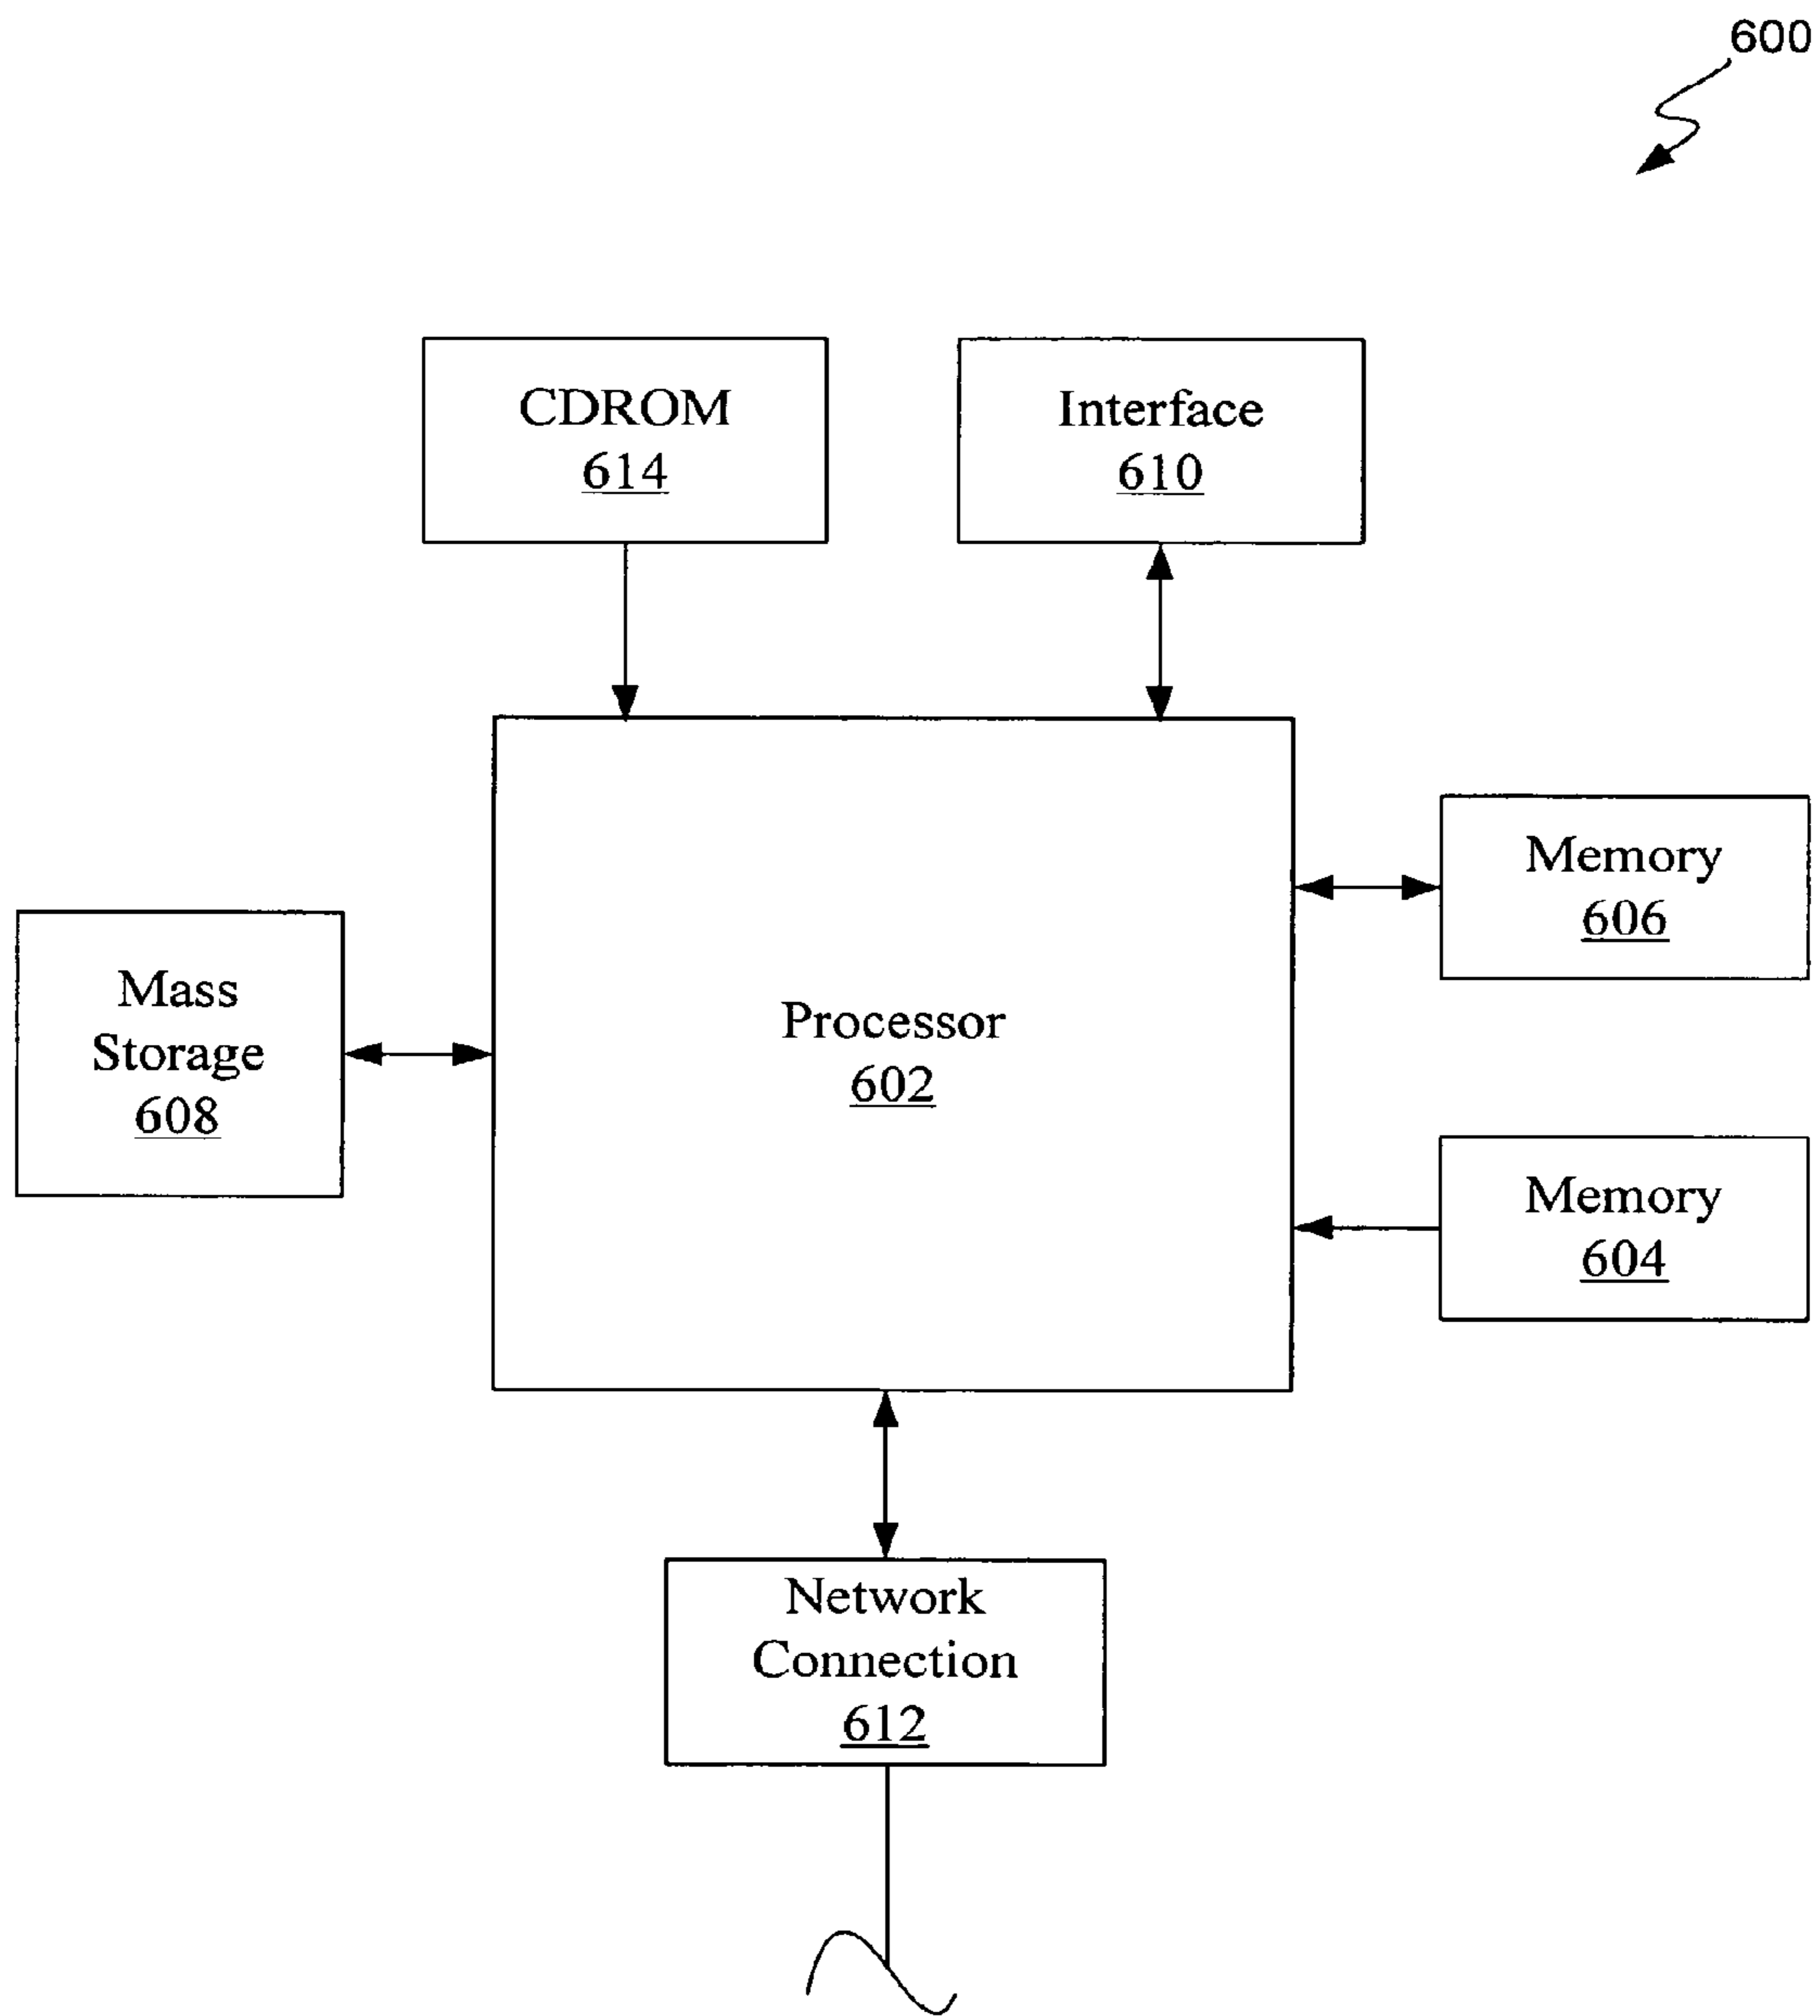 600
CDROM
614
Interface
610
Memory
606
Mass
Storage
608
Processor
602
Memory
604
Network
Connection
612